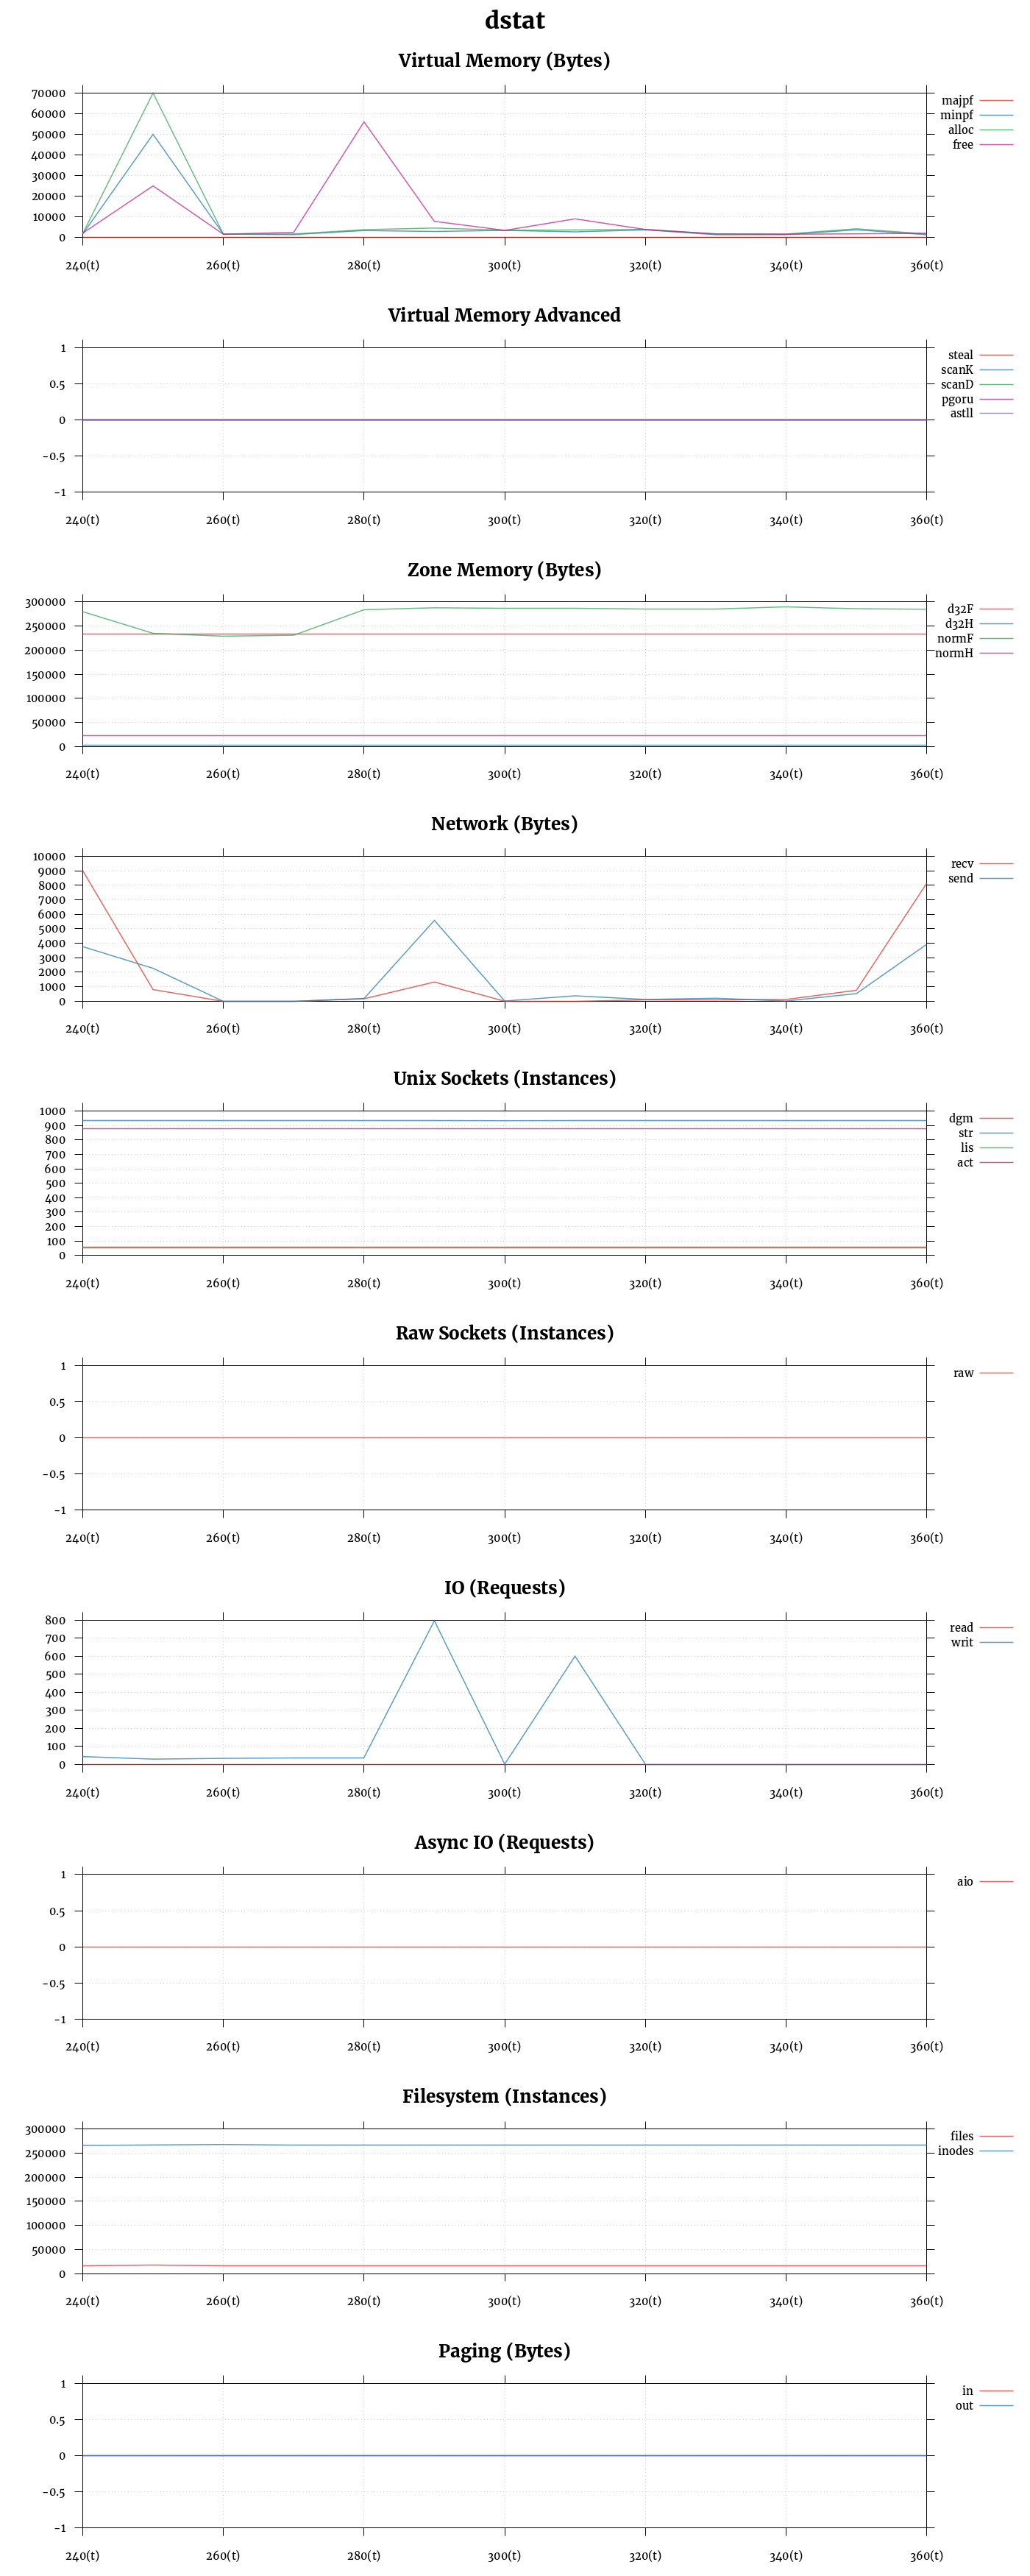 dstat
Virtual Memory (Bytes)
70000
60000
50000
40000
30000
20000
10000
0
240(t) 260(t) 280(t) 300(t) 320(t) 340(t) 360(t)
majpf
minpf
alloc
free
Virtual Memory Advanced
1
0.5
0
-0.5
-1
240(t) 260(t) 280(t) 300(t) 320(t) 340(t) 360(t)
steal
scanK
scanD
pgoru
astll
Zone Memory (Bytes)
300000
250000
200000
150000
100000
50000
0
240(t) 260(t) 280(t) 300(t) 320(t) 340(t) 360(t)
d32F
d32H
normF
normH
Network (Bytes)
10000
9000
8000
7000
6000
5000
4000
3000
2000
1000
0
240(t) 260(t) 280(t) 300(t) 320(t) 340(t) 360(t)
recv
send
Unix Sockets (Instances)
1000
900
800
700
600
500
400
300
200
100
0
240(t) 260(t) 280(t) 300(t) 320(t) 340(t) 360(t)
dgm
str
lis
act
Raw Sockets (Instances)
1
0.5
0
-0.5
-1
240(t) 260(t) 280(t) 300(t) 320(t) 340(t) 360(t)
raw
IO (Requests)
800
700
600
500
400
300
200
100
0
240(t) 260(t) 280(t) 300(t) 320(t) 340(t) 360(t)
read
writ
Async IO (Requests)
1
0.5
0
-0.5
-1
240(t) 260(t) 280(t) 300(t) 320(t) 340(t) 360(t)
aio
Filesystem (Instances)
300000
250000
200000
150000
100000
50000
0
240(t) 260(t) 280(t) 300(t) 320(t) 340(t) 360(t)
files
inodes
Paging (Bytes)
1
0.5
0
-0.5
-1
240(t) 260(t) 280(t) 300(t) 320(t) 340(t) 360(t)
in
out